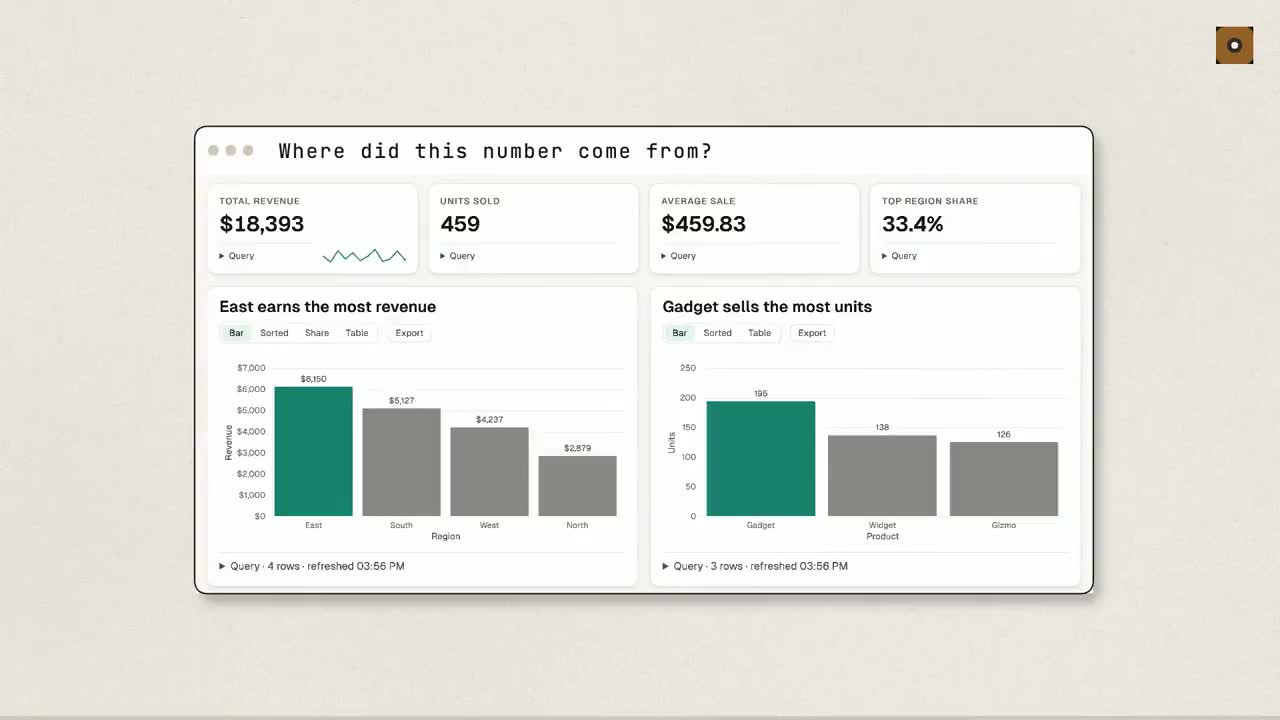 Where did this number come from?
TOTAL REVENUE
$18,393
▶ Query
UNITS SOLD
459
▶ Query
AVERAGE SALE
$459.83
▶ Query
TOP REGION SHARE
33.4%
▶ Query
East earns the most revenue
Bar Sorted Share Table Export
$7,000
$6,000
$5,000
$4,000
$3,000
$2,000
$1,000
$0
Revenue
$6,150
$5,127
$4,237
$2,879
East South West North
Region
▶ Query · 4 rows · refreshed 03:56 PM
Gadget sells the most units
Bar Sorted Table Export
250
200
150
100
50
0
Units
195
138
126
Gadget Widget Gizmo
Product
▶ Query · 3 rows · refreshed 03:56 PM